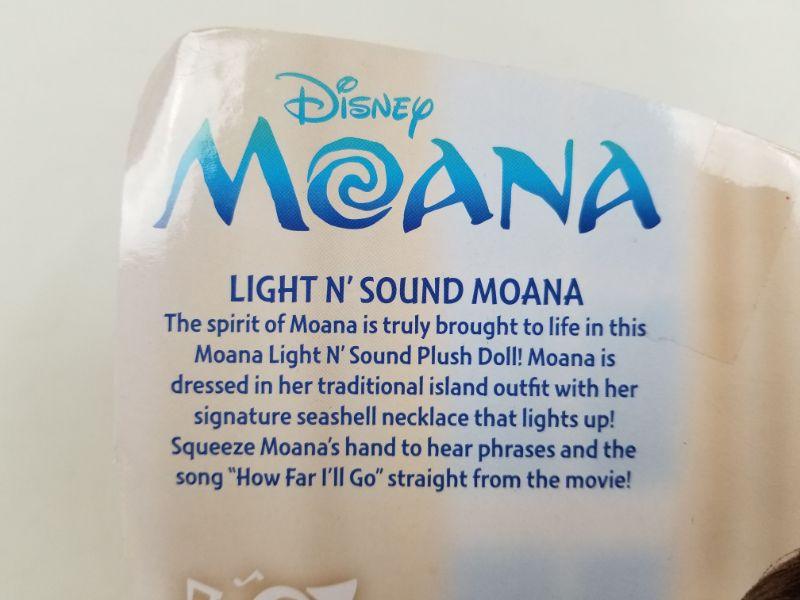 Disney
MOANA
LIGHT N' SOUND MOANA
The spirit of Moana is truly brought to life in this
Moana Light N' Sound Plush Doll! Moana is
dressed in her traditional island outfit with her
signature seashell necklace that lights up!
Squeeze Moana's hand to hear phrases and the
song "How Far I'll Go" straight from the movie!